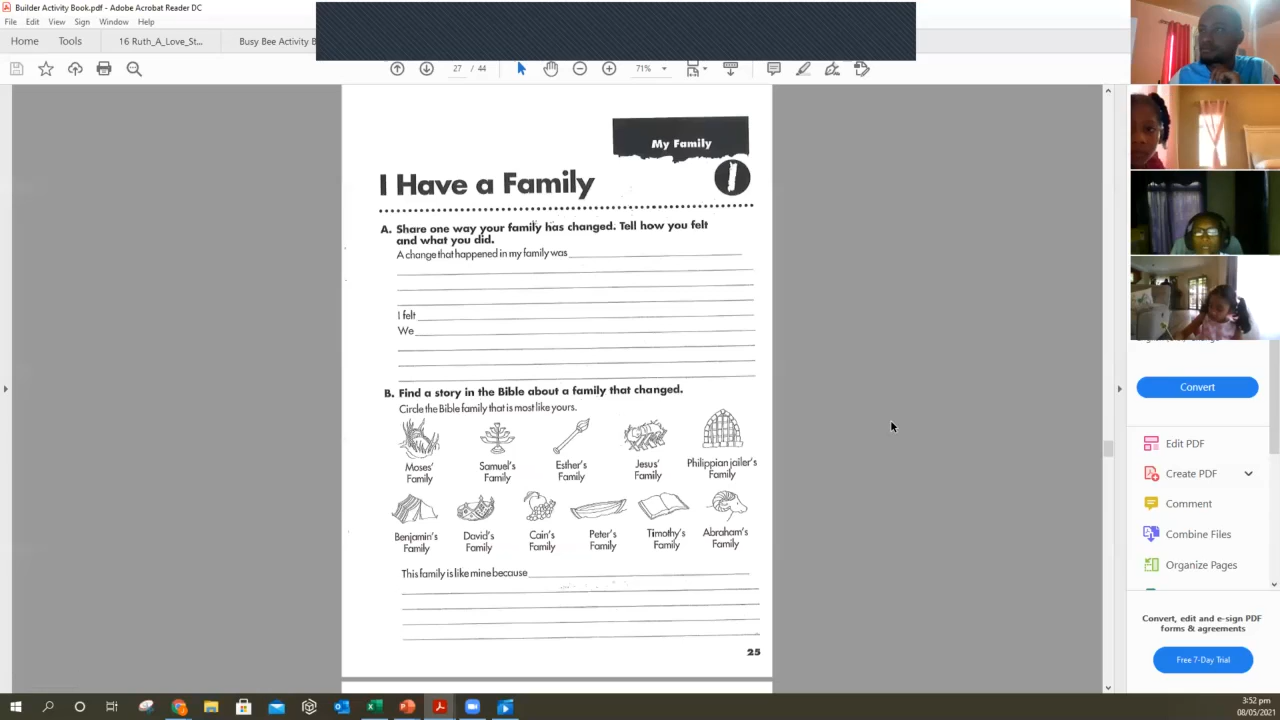 Builder Activity Book.pdf - Adobe Acrobat Reader DC
File Edit View Sign Window Help
Home Tools 16 Ruth_A_Love_St... Busy Bee Activity B
27 / 44 71%
My Family
1
I Have a Family
A. Share one way your family has changed. Tell how you felt
and what you did.
A change that happened in my family was
I felt
We
B. Find a story in the Bible about a family that changed.
Circle the Bible family that is most like yours.
Moses' Family
Samuel's Family
Esther's Family
Jesus' Family
Philippian jailer's Family
Benjamin's Family
David's Family
Cain's Family
Peter's Family
Timothy's Family
Abraham's Family
This family is like mine because
25
Convert
Edit PDF
Create PDF
Comment
Combine Files
Organize Pages
Convert, edit and e-sign PDF
forms & agreements
Free 7-Day Trial
3:52 pm
08/05/2021